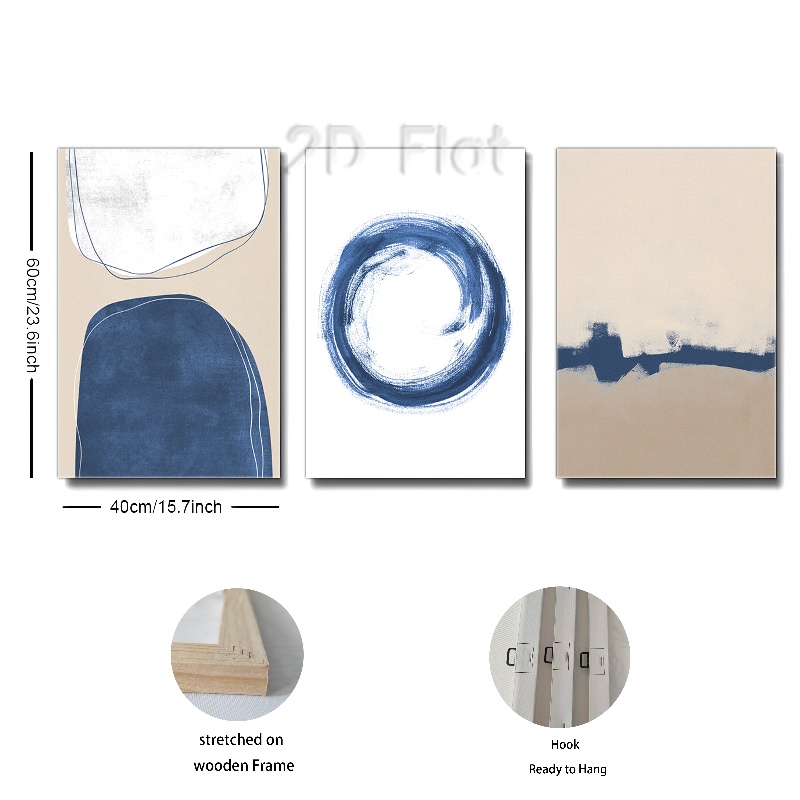 2D Flat
60cm/23.6inch
40cm/15.7inch
stretched on
wooden Frame
Hook
Ready to Hang